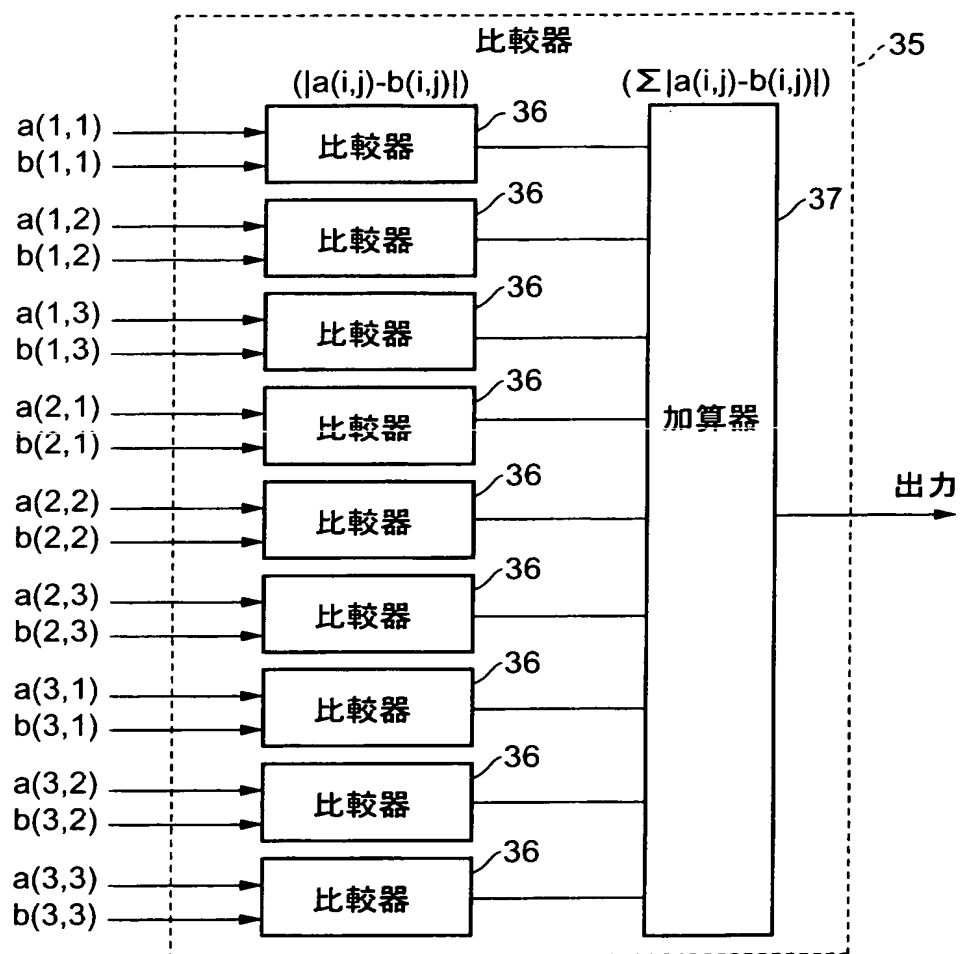 比較器
35
(|a(i,j)-b(i,j)|)
(Σ|a(i,j)-b(i,j)|)
a(1,1)
b(1,1)
比較器
36
a(1,2)
b(1,2)
比較器
36
a(1,3)
b(1,3)
比較器
36
a(2,1)
b(2,1)
比較器
36
a(2,2)
b(2,2)
比較器
36
a(2,3)
b(2,3)
比較器
36
a(3,1)
b(3,1)
比較器
36
a(3,2)
b(3,2)
比較器
36
a(3,3)
b(3,3)
比較器
36
加算器
37
出力